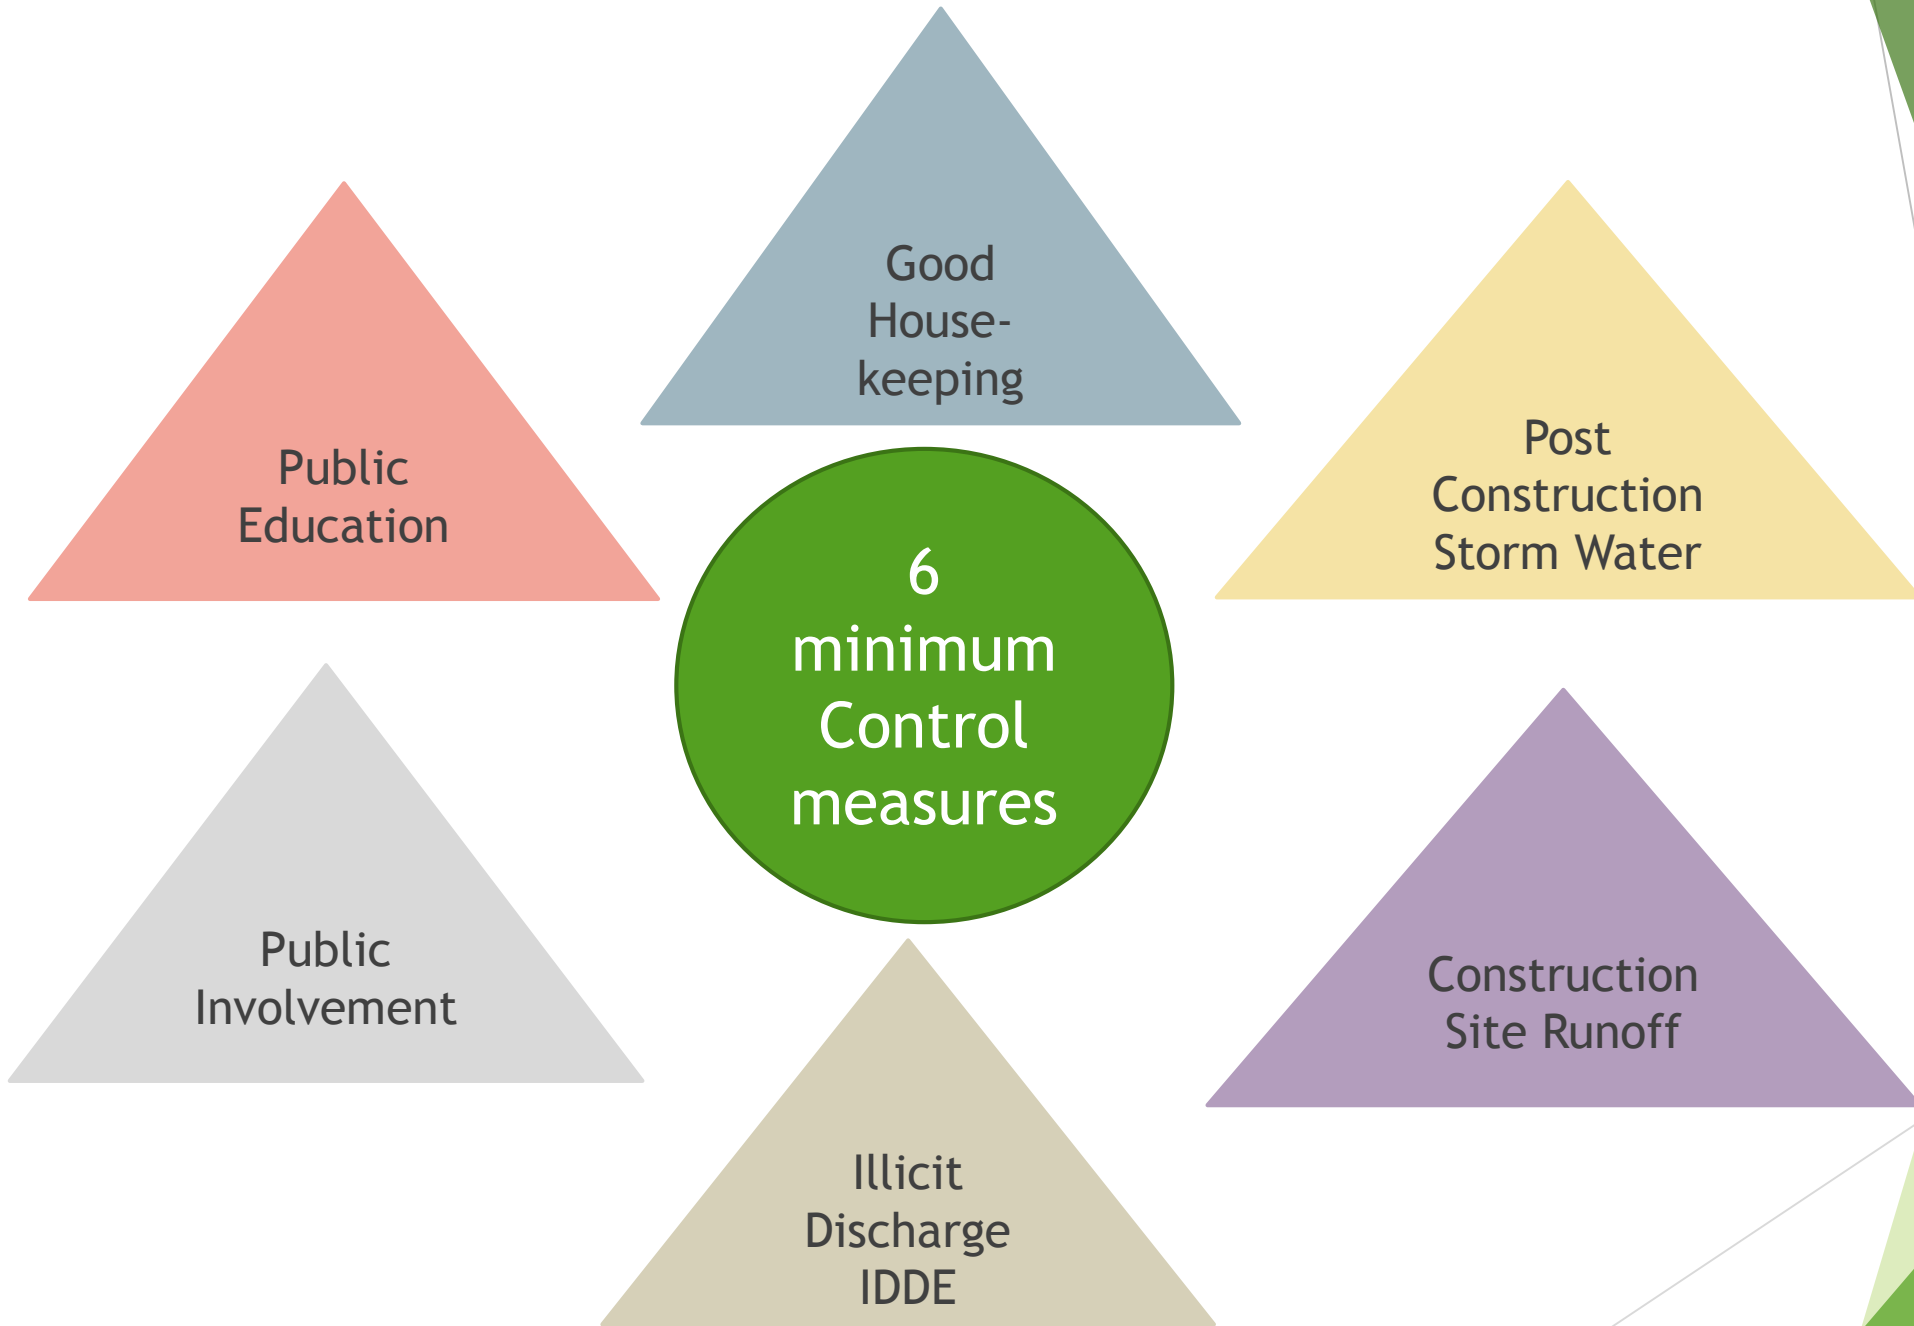 Good
House-
keeping
Public
Education
Post
Construction
Storm Water
6
minimum
Control
measures
Public
Involvement
Construction
Site Runoff
Illicit
Discharge
IDDE